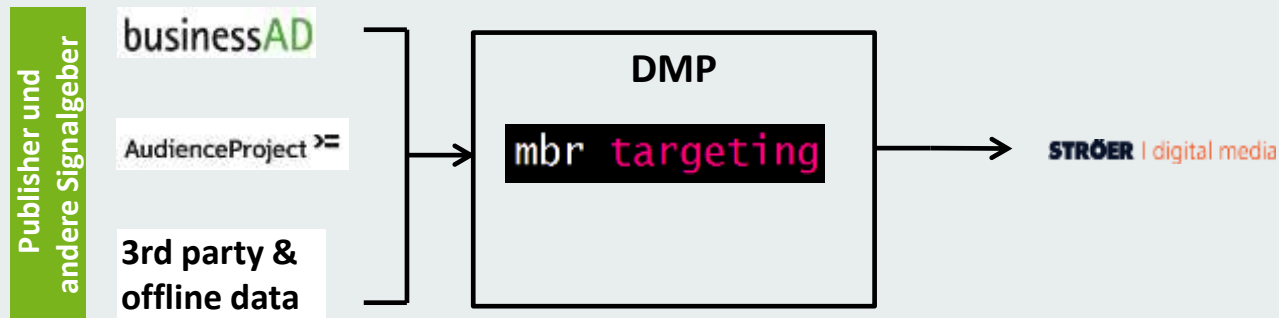 Publisher und
andere Signalgeber
businessAD
AudienceProject
3rd party &
offline data
DMP
mbr targeting
STRÖER | digital media